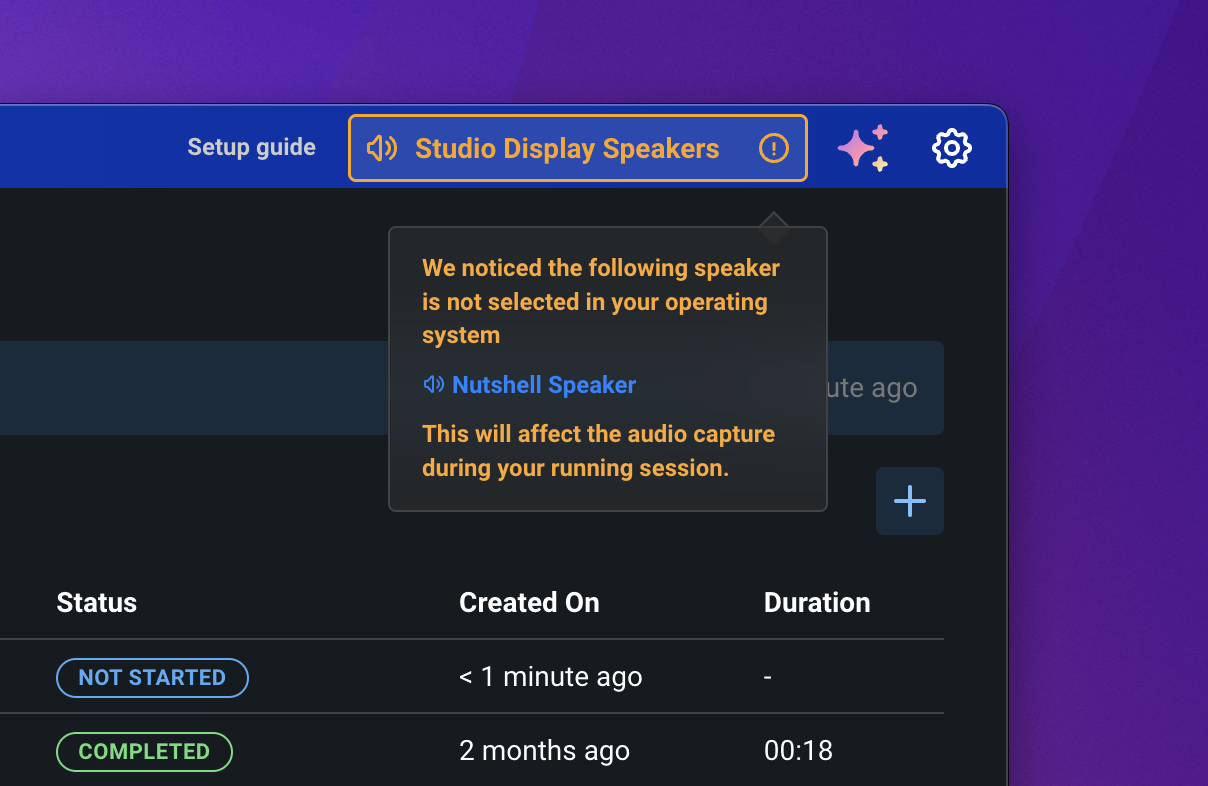 Setup guide
Studio Display Speakers
We noticed the following speaker
is not selected in your operating
system
Nutshell Speaker
ago
This will affect the audio capture
during your running session.
Status Created On Duration
NOT STARTED < 1 minute ago -
COMPLETED 2 months ago 00:18